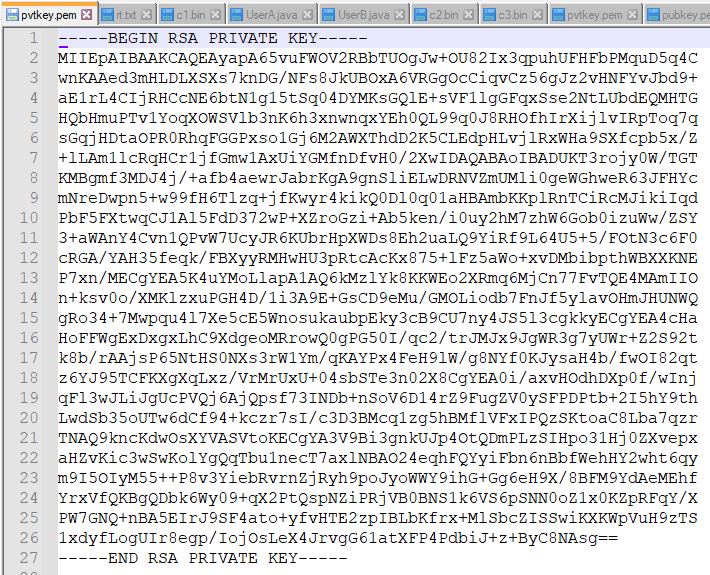 pvtkey.pem rt.txt c1.bin UserA.java UserB.java c2.bin c3.bin pvtkey.pem pubkey.pem
1 -----BEGIN RSA PRIVATE KEY-----
2 MIIEpAIBAAKCAQEAyapA65vuFWOV2RBbTUOgJw+OU82Ix3qpuhUFHFbPMquD5q4C
3 wnKAAed3mHLDLXSXs7knDG/NFs8JkUBOxA6VRGgOcCiqvCz56gJz2vHNFYvJbd9+
4 aE1rL4CIjRHCcNE6btN1g15tSq04DYMKsGQlE+sVF1lgGFqxSse2NtLUbdEQMHTG
5 HQbHmuPTv1YoqXOWSVlb3nK6h3xnwnqxYEh0QL99q0J8RHOfhIrXijlvIRpToq7q
6 sGqjHDtaOPR0RhqFGGPxso1Gj6M2AWXThdD2K5CLEdpHLvjlRxWHa9SXfcpb5x/Z
7 +lLAm1lcRqHCr1jfGmw1AxUiYGMfnDfvH0/2XwIDAQABAoIBADUKT3rojy0W/TGT
8 KMBgmf3MDJ4j/+afb4aewrJabrKgA9gnSliELwDRNVZmUMli0geWGhweR63JFHYc
9 mNreDwpn5+w99fH6Tlzq+jfKwyr4kikQ0Dl0q01aHBAmbKKplRnTCiRcMJikiIqd
10 PbF5FXtwqCJ1Al5FdD372wP+XZroGzi+Ab5ken/i0uy2hM7zhW6Gob0izuWw/ZSY
11 3+aWAnY4Cvn1QPvW7UcyJR6KUbrHpXWDs8Eh2uaLQ9YiRf9L64U5+5/FOtN3c6F0
12 cRGA/YAH35feqk/FBXyyRMHwHU3pRtcAcKx875+lFz5aWo+xvDMbibpthWBXXKNE
13 P7xn/MECgYEA5K4uYMoLlapA1AQ6kMzlYk8KKWEo2XRmq6MjCn77FvTQE4MAmIIO
14 n+ksv0o/XMKlzxuPGH4D/1i3A9E+GsCD9eMu/GMOLiodb7FnJf5ylavOHmJHUNWQ
15 gRo34+7Mwpqu4l7Xe5cE5WnosukaubpEky3cB9CU7ny4JS5l3cgkkyECgYEA4cHa
16 HoFFWgExDxgxLhC9XdgeoMRrowQ0gPG50I/qc2/trJMJx9JgWR3g7yUWr+Z2S92t
17 k8b/rAAjsP65NtHS0NXs3rW1Ym/qKAYPx4FeH9lW/g8NYf0KJysaH4b/fwOI82qt
18 z6YJ95TCFKXgXqLxz/VrMrUxU+04sbSTe3n02X8CgYEA0i/axvHOdhDXp0f/wInj
19 qFl3wJLiJgUcPVQj6AjQpsf73INDb+nSoV6D14rZ9FugZV0ySFPDPtb+2I5hY9th
20 LwdSb35oUTw6dCf94+kczr7sI/c3D3BMcq1zg5hBMflVFxIPQzSKtoaC8Lba7qzr
21 TNAQ9kncKdwOsXYVASVtoKECgYA3V9Bi3gnkUJp4OtQDmPLzSIHpo31Hj0ZXvepx
22 aHZvKic3wSwKolYgQqTbu1necT7axlNBAO24eqhFQYyiFbn6nBbfWehHY2wht6qy
23 m9I5OIyM55++P8v3YiebRvrnZjRyh9poJyoWWY9ihG+Gg6eH9X/8BFM9YdAeMEhf
24 YrxVfQKBgQDbk6Wy09+qX2PtQspNZiPRjVB0BNS1k6VS6pSNN0oZ1x0KZpRFqY/X
25 PW7GNQ+nBA5EIrJ9SF4ato+yfvHTE2zpIBLbKfrx+MlSbcZISSwiKXKWpVuH9zTS
26 1xdyfLogUIr8egp/IojOsLeX4JrvgG61atXFP4PdbiJ+z+ByC8NAsg==
27 -----END RSA PRIVATE KEY-----